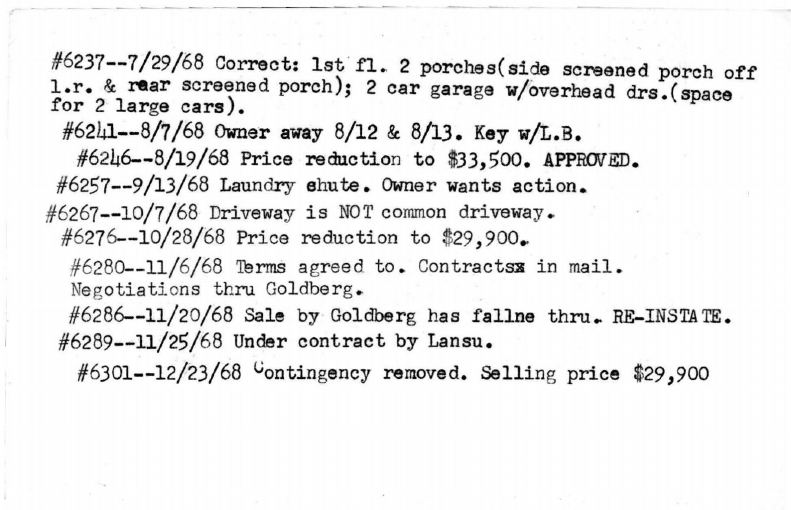 #6237--7/29/68 Correct: 1st fl. 2 porches(side screened porch off
l.r. & raar screened porch); 2 car garage w/overhead drs.(space
for 2 large cars).
#6241--8/7/68 Owner away 8/12 & 8/13. Key w/L.B.
#6246--8/19/68 Price reduction to $33,500. APPROVED.
#6257--9/13/68 Laundry shute. Owner wants action.
#6267--10/7/68 Driveway is NOT common driveway.
#6276--10/28/68 Price reduction to $29,900.
#6280--11/6/68 Terms agreed to. Contractsx in mail.
Negotiations thru Goldberg.
#6286--11/20/68 Sale by Goldberg has fallne thru. RE-INSTATE.
#6289--11/25/68 Under contract by Lansu.
#6301--12/23/68 Contingency removed. Selling price $29,900